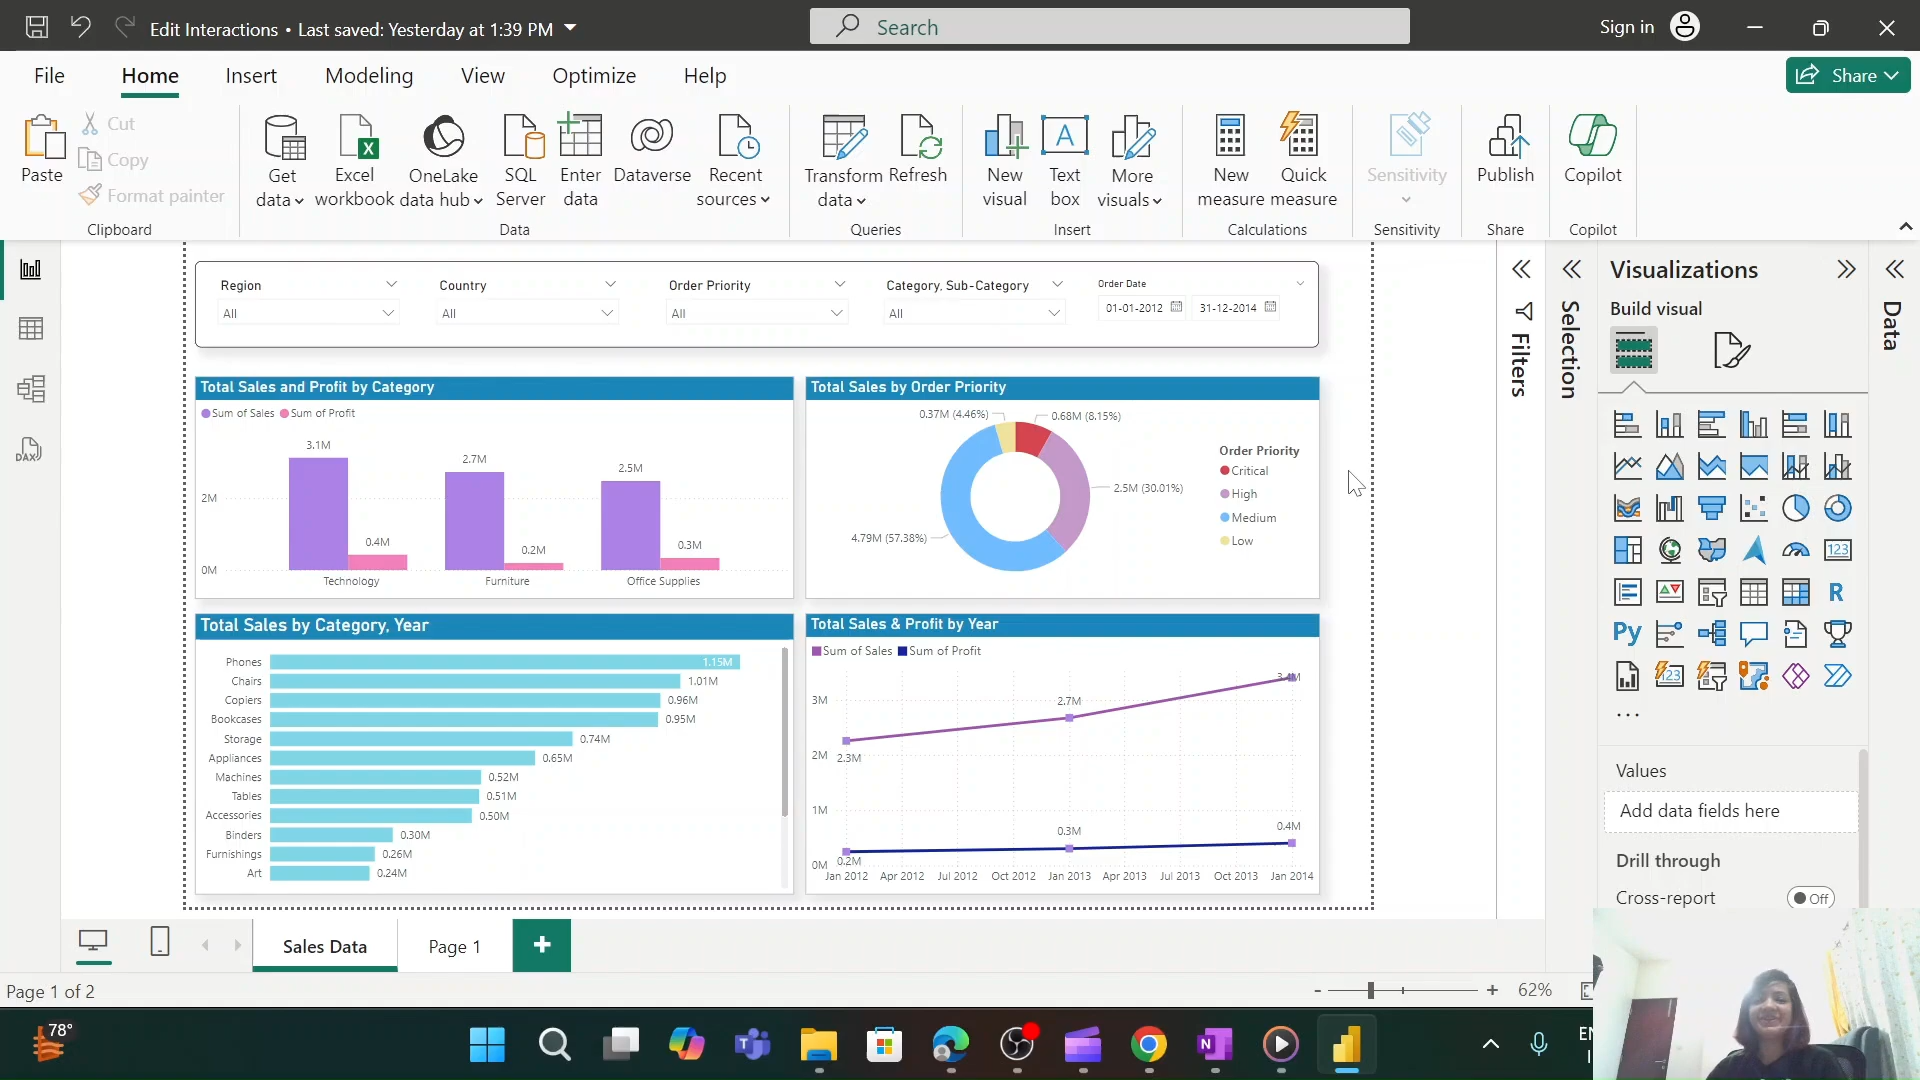 Edit Interactions • Last saved: Yesterday at 1:39 PM
Search
Sign in
File Home Insert Modeling View Optimize Help
Share
Paste
Cut
Copy
Format painter
Clipboard
Get data
Excel workbook
OneLake data hub
SQL Server
Enter data
Dataverse
Recent sources
Data
Transform data
Refresh
Queries
New visual
Text box
More visuals
Insert
New measure
Quick measure
Calculations
Sensitivity
Sensitivity
Publish
Share
Copilot
Copilot
DAX
Region
All
Country
All
Order Priority
All
Category, Sub-Category
All
Order Date
01-01-2012
31-12-2014
Total Sales and Profit by Category
Sum of Sales Sum of Profit
3.1M
2.7M
2.5M
2M
0.4M
0.2M
0.3M
0M
Technology Furniture Office Supplies
Total Sales by Order Priority
0.37M (4.46%)
0.68M (8.15%)
2.5M (30.01%)
4.79M (57.38%)
Order Priority
Critical
High
Medium
Low
Total Sales by Category, Year
Phones 1.15M
Chairs 1.01M
Copiers 0.96M
Bookcases 0.95M
Storage 0.74M
Appliances 0.65M
Machines 0.52M
Tables 0.51M
Accessories 0.50M
Binders 0.30M
Furnishings 0.26M
Art 0.24M
Total Sales & Profit by Year
Sum of Sales Sum of Profit
3.4M
3M
2.7M
2M 2.3M
1M
0.3M
0.4M
0M 0.2M
Jan 2012 Apr 2012 Jul 2012 Oct 2012 Jan 2013 Apr 2013 Jul 2013 Oct 2013 Jan 2014
Filters
Selection
Visualizations
Build visual
123
R
Py
123
Values
Add data fields here
Drill through
Cross-report Off
Data
Sales Data
Page 1
Page 1 of 2
- + 62%
78°